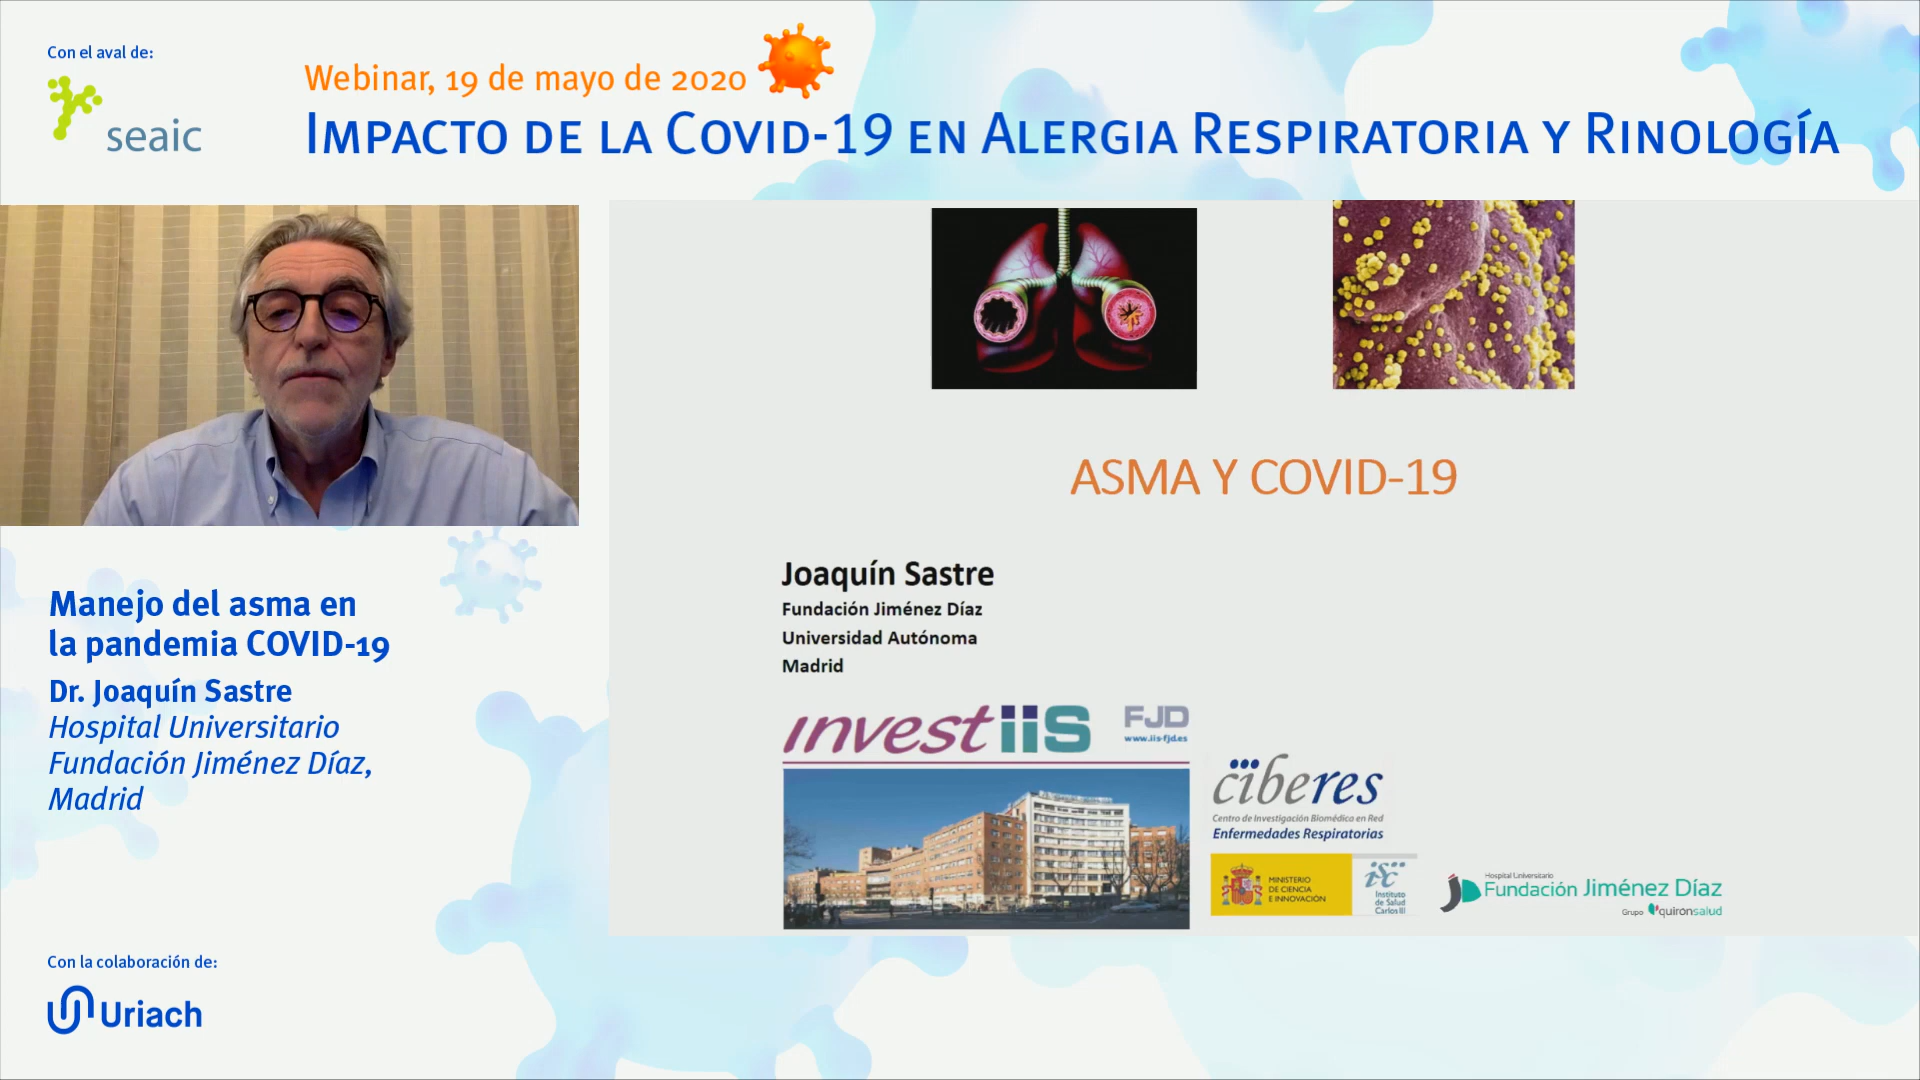 Con el aval de:
seaic
Webinar, 19 de mayo de 2020
Impacto de la Covid-19 en Alergia Respiratoria y Rinología
ASMA Y COVID-19
Joaquín Sastre
Fundación Jiménez Díaz
Universidad Autónoma
Madrid
invest iiS
FJD
www.iis-fjd.es
ciberes
Centro de Investigación Biomédica en Red
Enfermedades Respiratorias
MINISTERIO
DE CIENCIA
E INNOVACIÓN
isc
Instituto
de Salud
Carlos III
Hospital Universitario
Fundación Jiménez Díaz
Grupo quironsalud
Manejo del asma en
la pandemia COVID-19
Dr. Joaquín Sastre
Hospital Universitario
Fundación Jiménez Díaz,
Madrid
Con la colaboración de:
Uriach